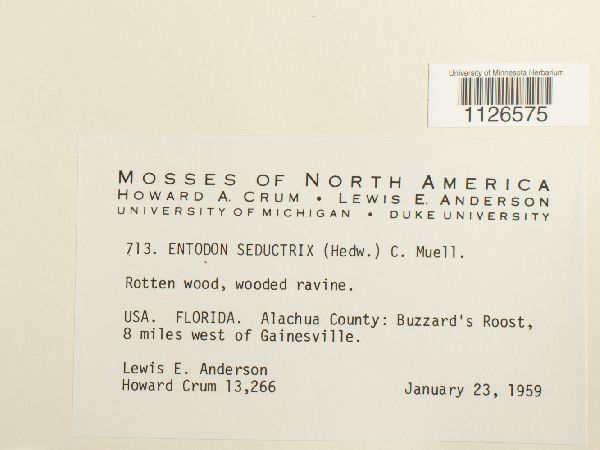 University of Minnesota Herbarium
1126575
MOSSES OF NORTH AMERICA
HOWARD A. CRUM • LEWIS E. ANDERSON
UNIVERSITY OF MICHIGAN • DUKE UNIVERSITY
713. ENTODON SEDUCTRIX (Hedw.) C. Muell.
Rotten wood, wooded ravine.
USA. FLORIDA. Alachua County: Buzzard's Roost,
8 miles west of Gainesville.
Lewis E. Anderson
Howard Crum 13,266 January 23, 1959